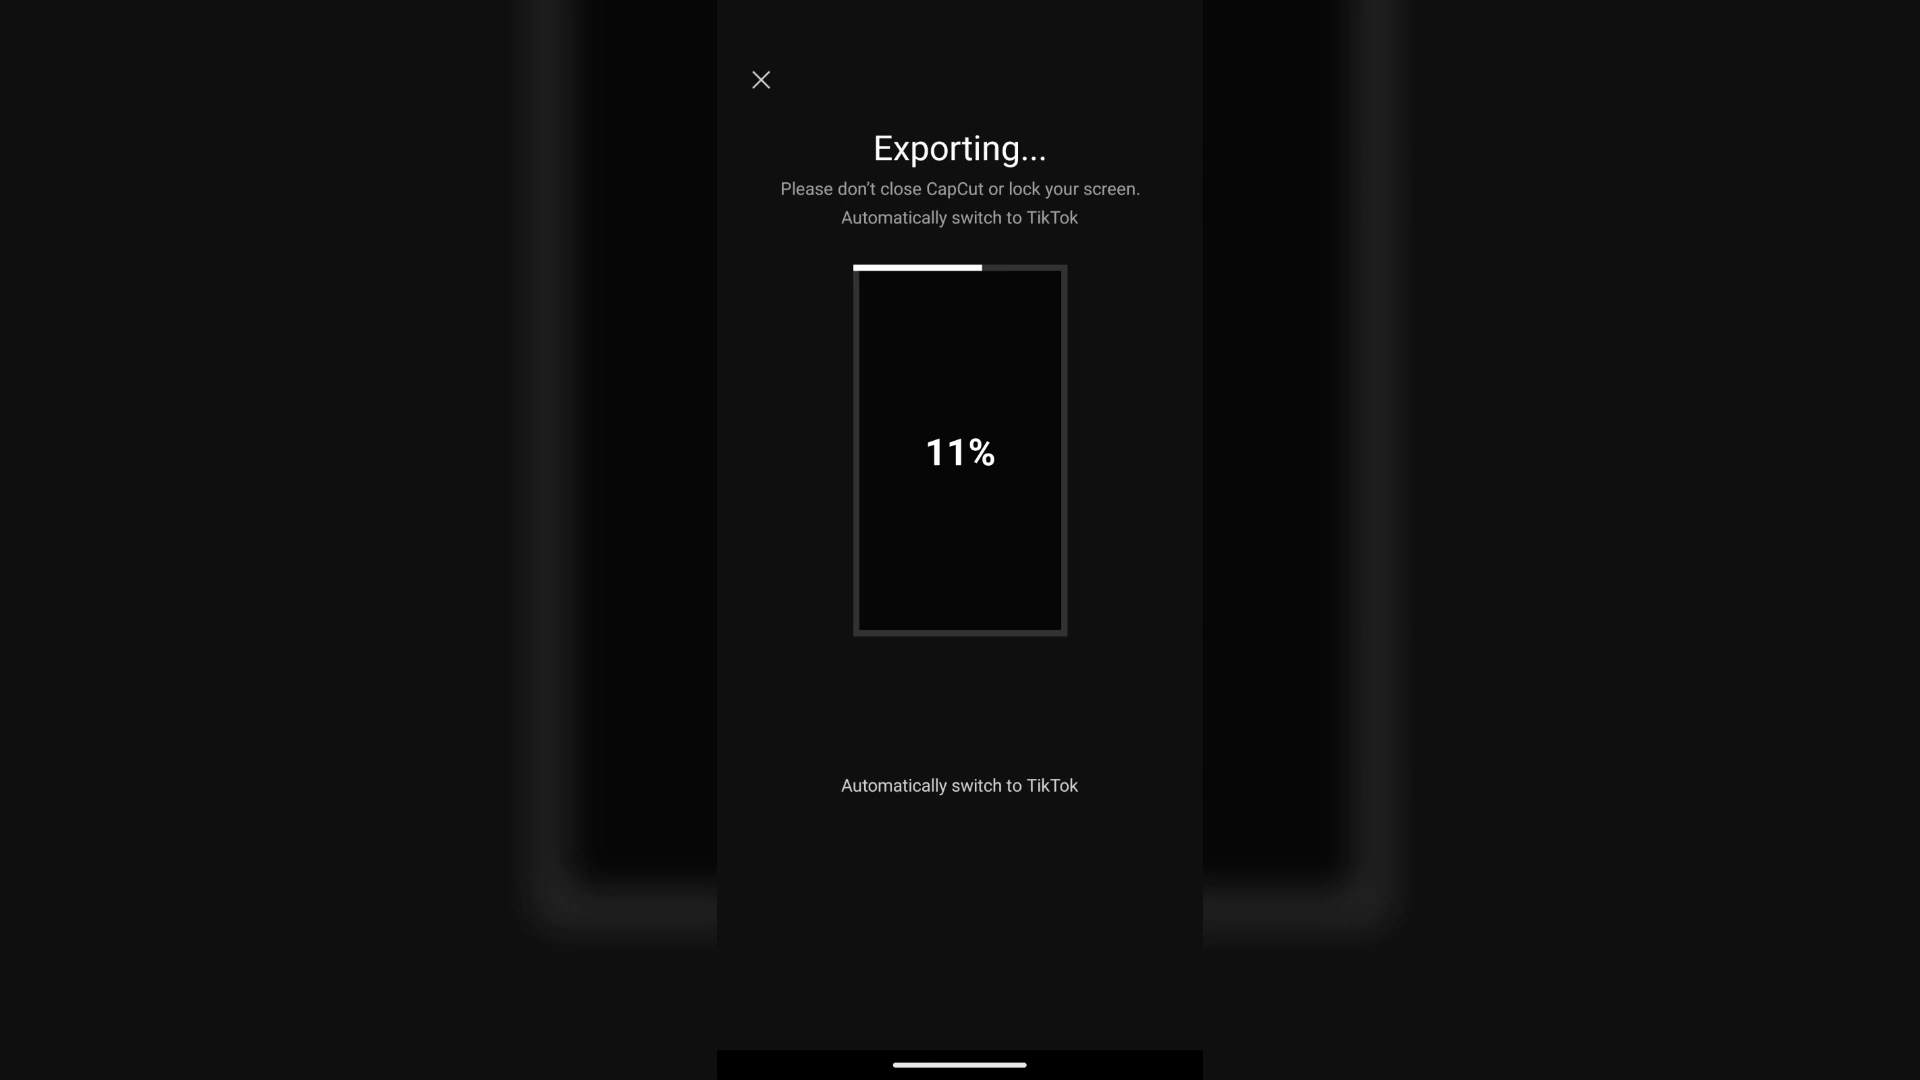 Exporting...
Please don't close CapCut or lock your screen.
Automatically switch to TikTok
11%
Automatically switch to TikTok